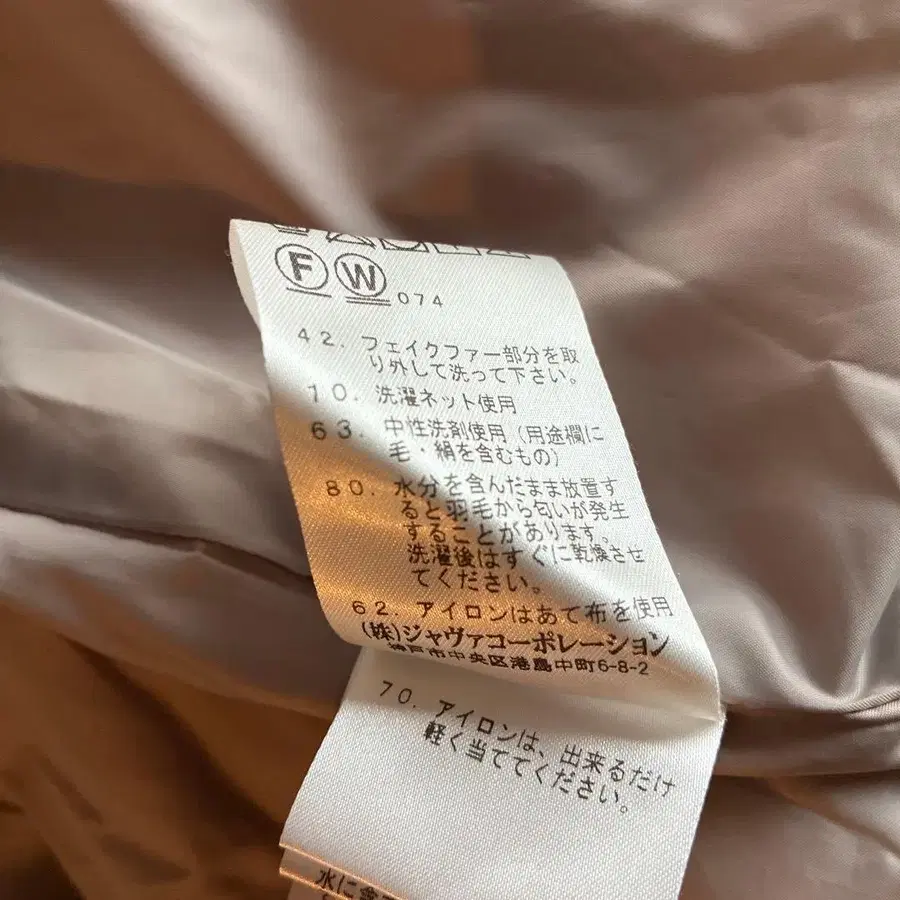 F W 074
42. フェイクファー部分を取
り外して洗って下さい。
10. 洗濯ネット使用
63. 中性洗剤使用(用途欄に
毛・絹を含むもの)
80. 水分を含んだまま放置す
ると羽毛から匂いが発生
することがあります。
洗濯後はすぐに乾燥させ
てください。
62. アイロンはあて布を使用
(株)ジャヴァコーポレーション
神戸市中央区港島中町6-8-2
70. アイロンは、出来るだけ
軽く当ててください。
水に